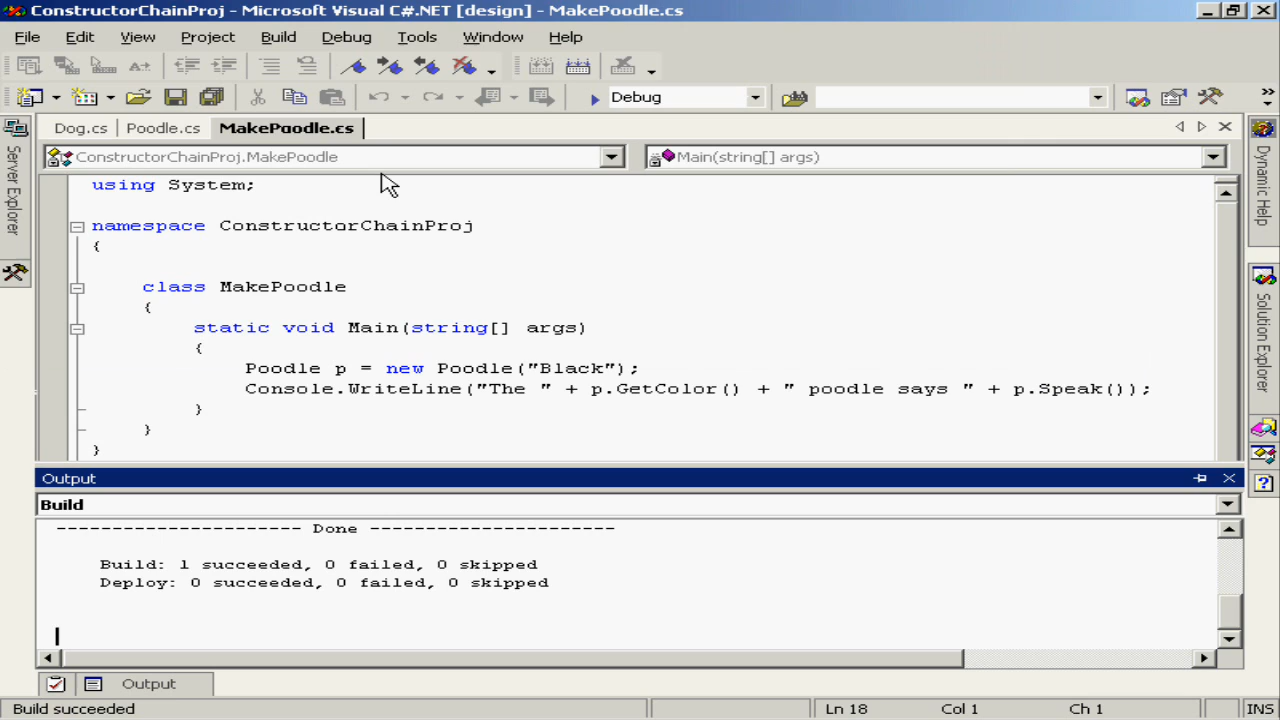 ConstructorChainProj - Microsoft Visual C#.NET [design] - MakePoodle.cs
File Edit View Project Build Debug Tools Window Help
Debug
Dog.cs Poodle.cs MakePoodle.cs
ConstructorChainProj.MakePoodle Main(string[] args)
Server Explorer
Dynamic Help
Solution Explorer
using System;
namespace ConstructorChainProj
{
class MakePoodle
{
static void Main(string[] args)
{
Poodle p = new Poodle("Black");
Console.WriteLine("The " + p.GetColor() + " poodle says " + p.Speak());
}
}
}
Output
Build
---------------------- Done ----------------------
Build: 1 succeeded, 0 failed, 0 skipped
Deploy: 0 succeeded, 0 failed, 0 skipped
Output
Build succeeded Ln 18 Col 1 Ch 1 INS